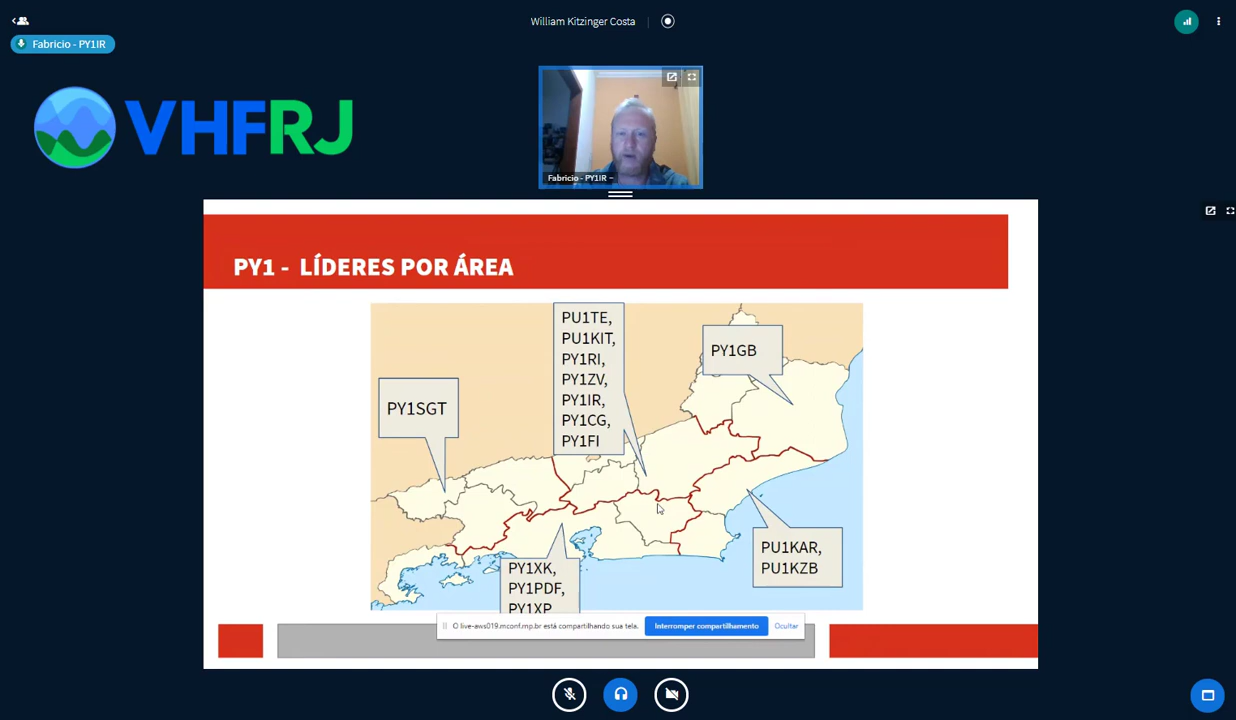 William Kitzinger Costa
Fabricio - PY1IR
VHFRJ
Fabricio - PY1IR
PY1 - LÍDERES POR ÁREA
PU1TE,
PU1KIT,
PY1RI,
PY1ZV,
PY1IR,
PY1CG,
PY1FI
PY1GB
PY1SGT
PU1KAR,
PU1KZB
PY1XK,
PY1PDF,
PY1XP
O live-aws019.mconf.mp.br está compartilhando sua tela.
Interromper compartilhamento
Ocultar